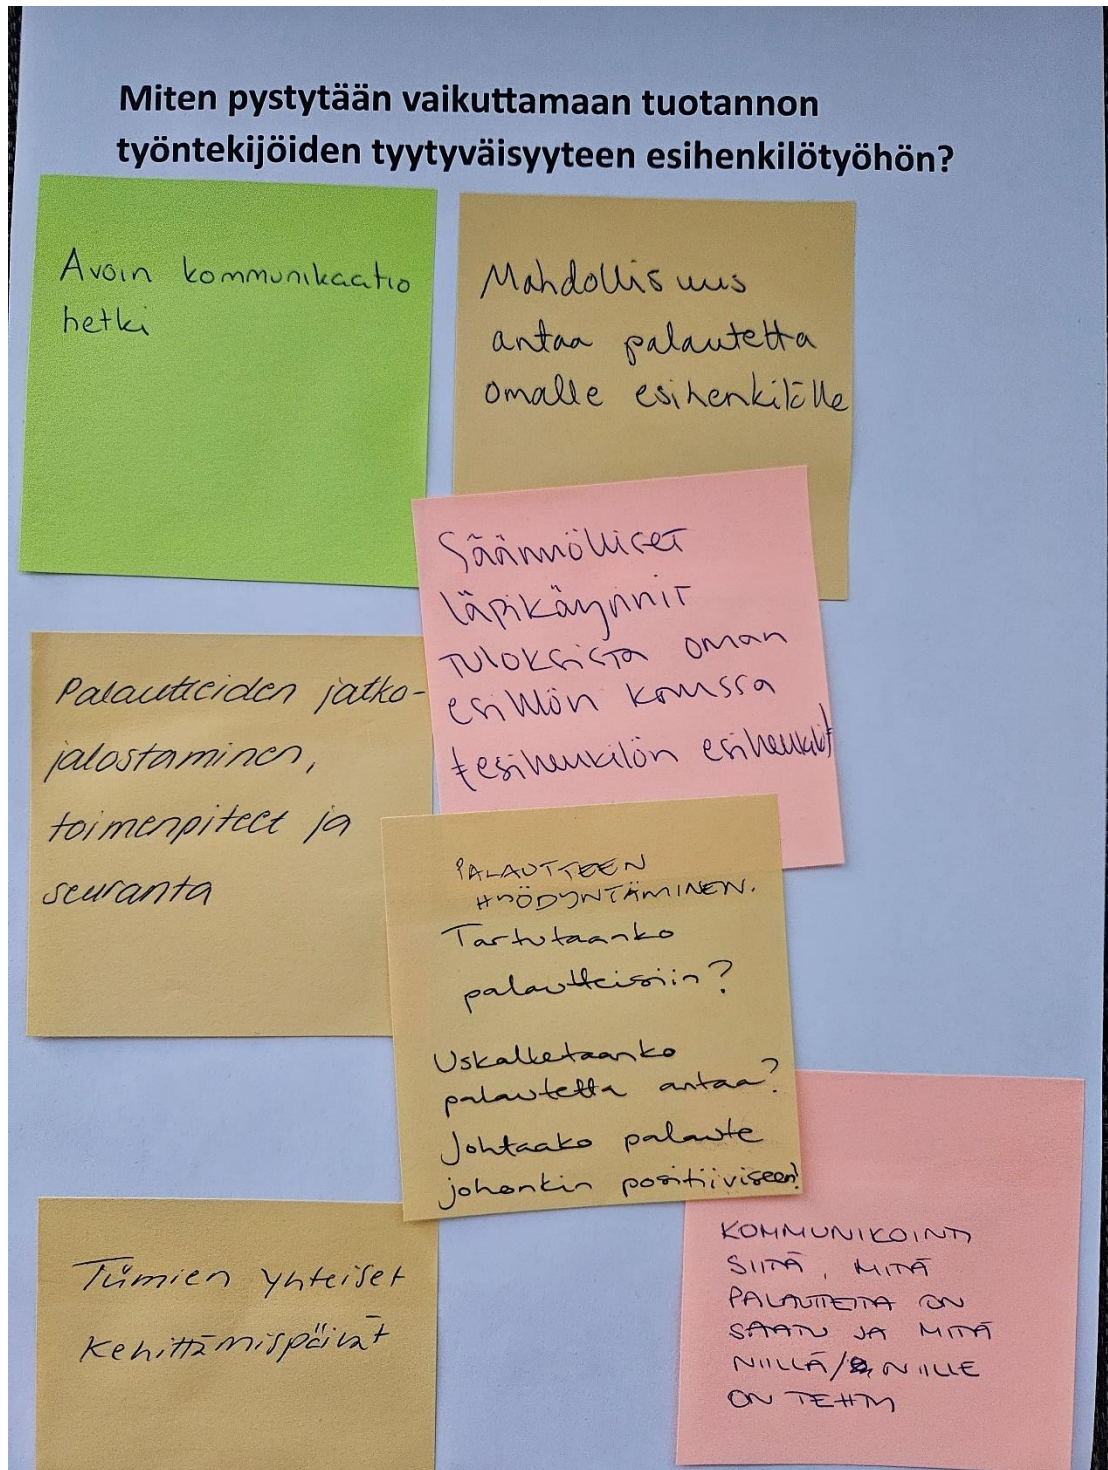 Miten pystytään vaikuttamaan tuotannon
työntekijöiden tyytyväisyyteen esihenkilötyöhön?
Avoin kommunikaatio
hetki
Mahdollisuus
antaa palautetta
omalle esihenkilölle
Säännölliset
läpikäynnit
tuloksista oman
esihlön kanssa
+esihenkilön esihenkilöt
Palautteiden jatko-
jalostaminen,
toimenpiteet ja
seuranta
PALAUTTEEN
HYÖDYNTÄMINEN.
Tartutaanko
palautteisiin?
Uskalletaanko
palautetta antaa?
Johtaako palaute
johonkin positiiviseen?
Tiimien yhteiset
kehittämispäivät
KOMMUNIKOINTI
SIITÄ, MITÄ
PALAUTTEITA ON
SAATU JA MITÄ
NIILLÄ/NIILLE
ON TEHTY